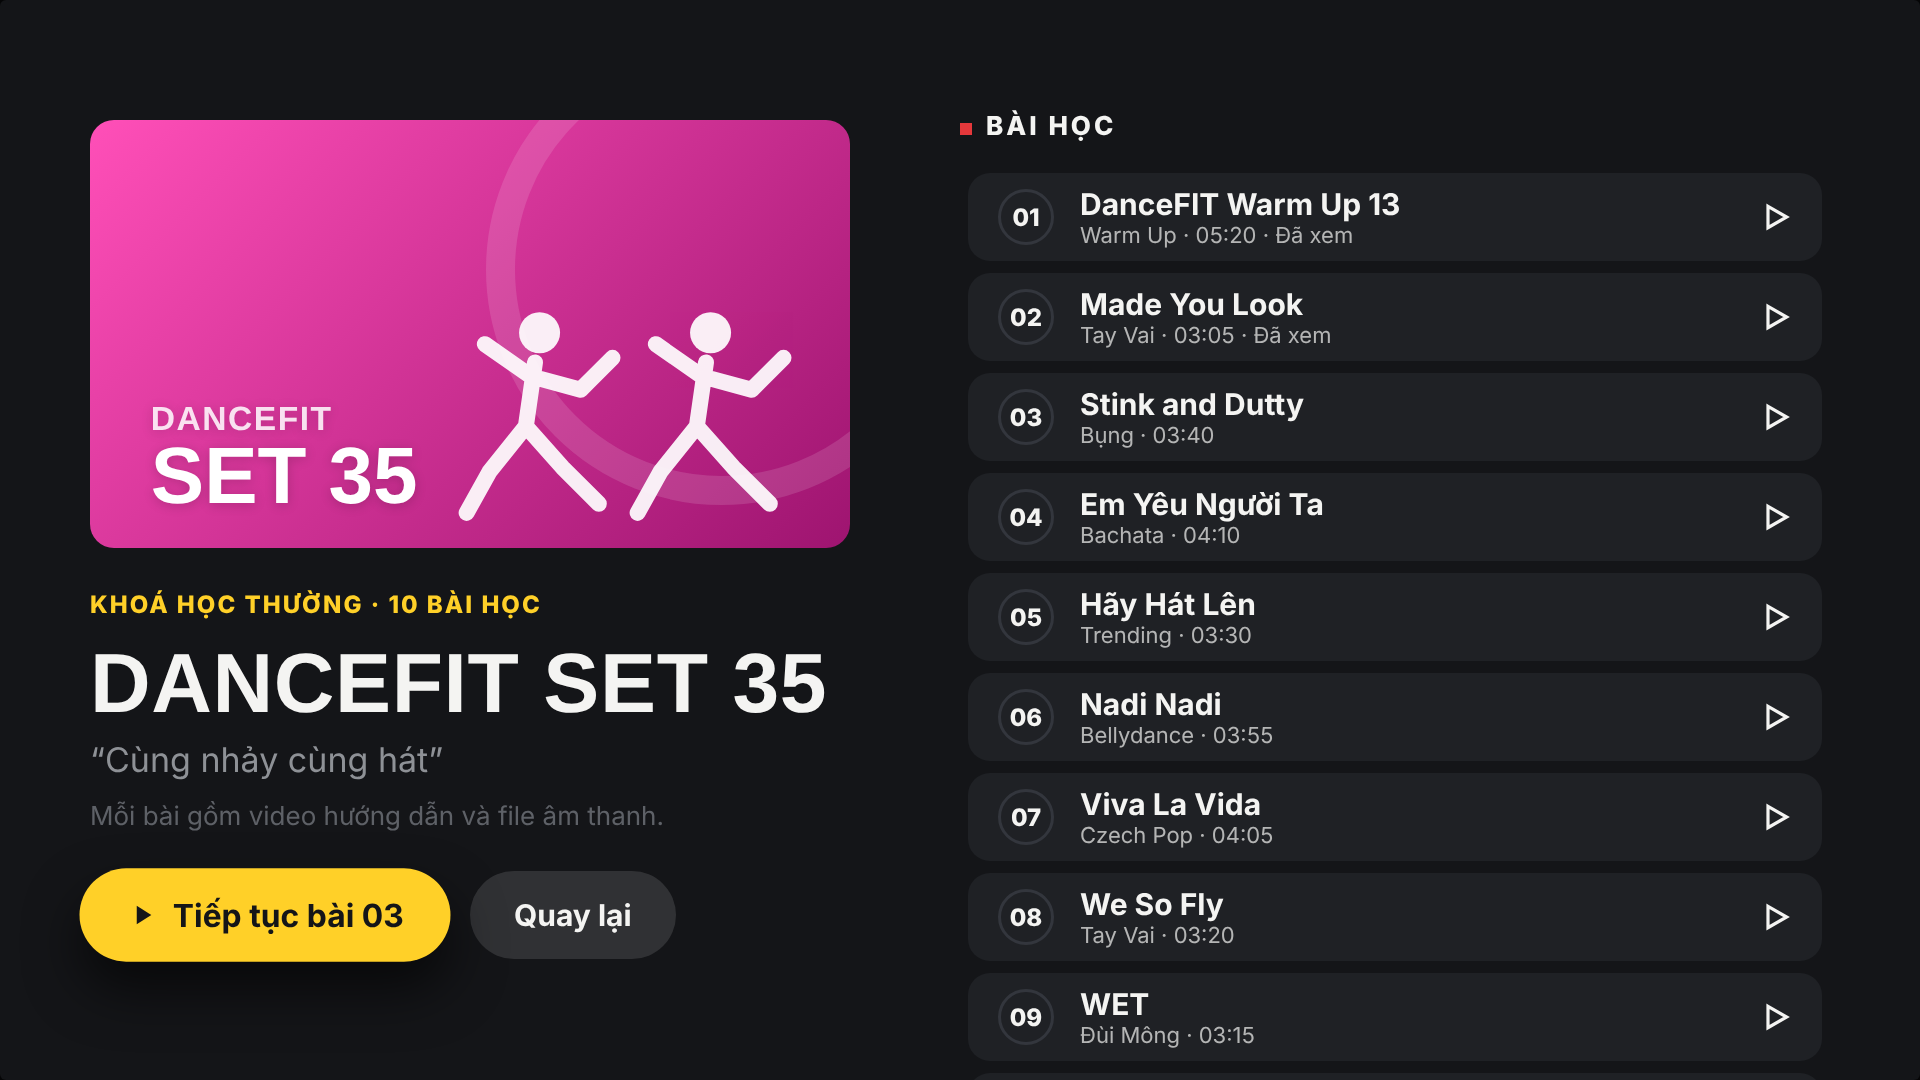 DANCEFIT
SET 35
KHOÁ HỌC THƯỜNG · 10 BÀI HỌC
DANCEFIT SET 35
“Cùng nhảy cùng hát”
Mỗi bài gồm video hướng dẫn và file âm thanh.
Tiếp tục bài 03
Quay lại
BÀI HỌC
01
DanceFIT Warm Up 13
Warm Up · 05:20 · Đã xem
02
Made You Look
Tay Vai · 03:05 · Đã xem
03
Stink and Dutty
Bụng · 03:40
04
Em Yêu Người Ta
Bachata · 04:10
05
Hãy Hát Lên
Trending · 03:30
06
Nadi Nadi
Bellydance · 03:55
07
Viva La Vida
Czech Pop · 04:05
08
We So Fly
Tay Vai · 03:20
09
WET
Đùi Mông · 03:15